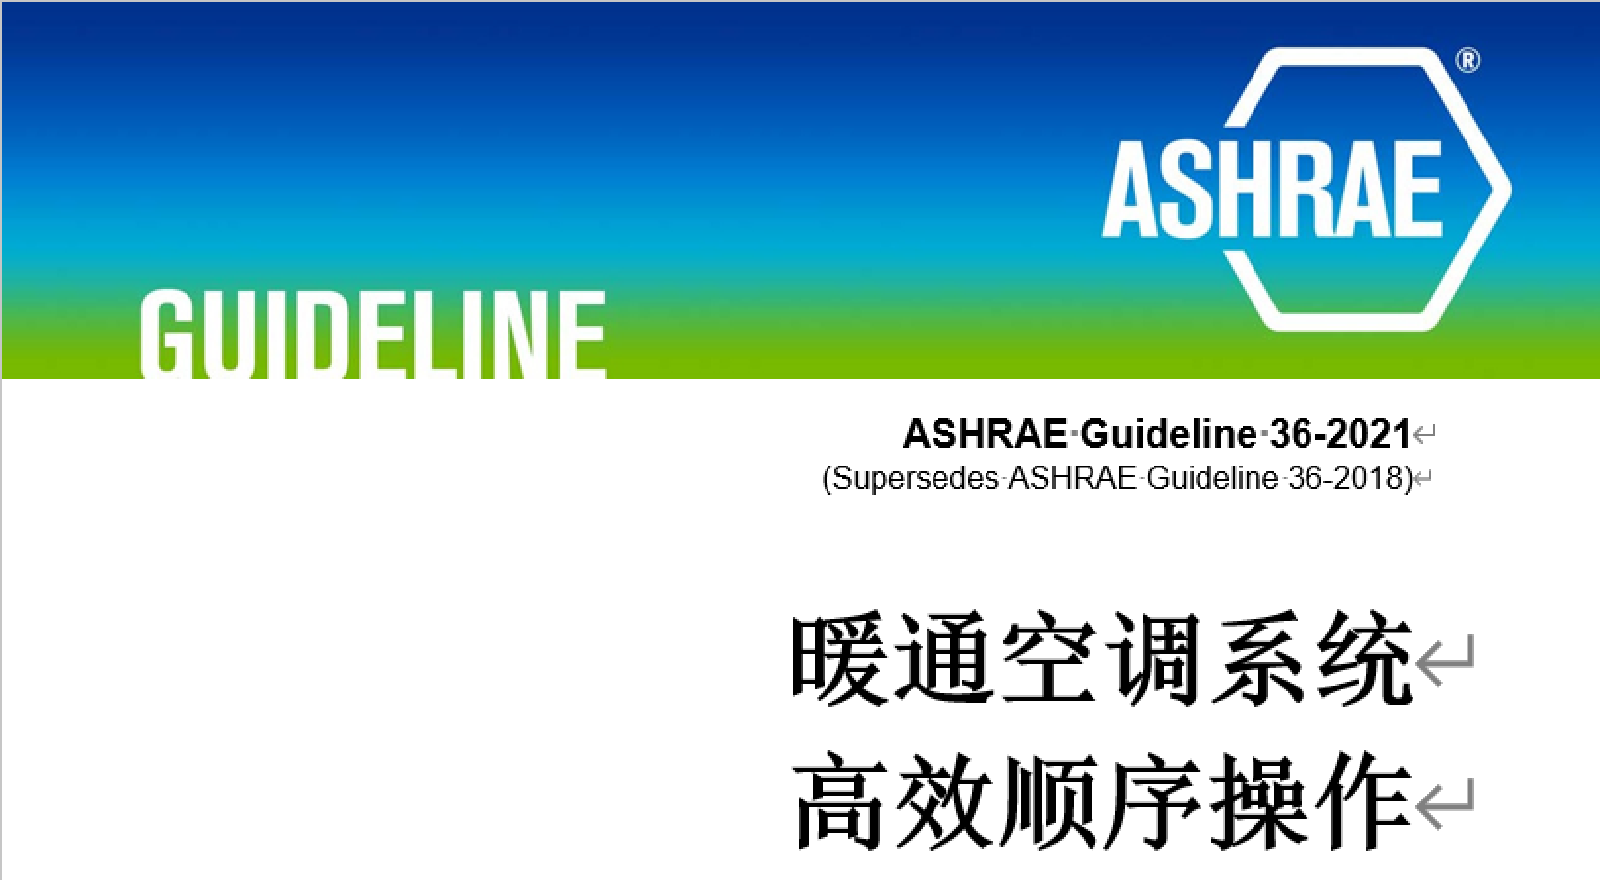 ASHRAE®
GUIDELINE
ASHRAE Guideline 36-2021
(Supersedes ASHRAE Guideline 36-2018)
暖通空调系统
高效顺序操作